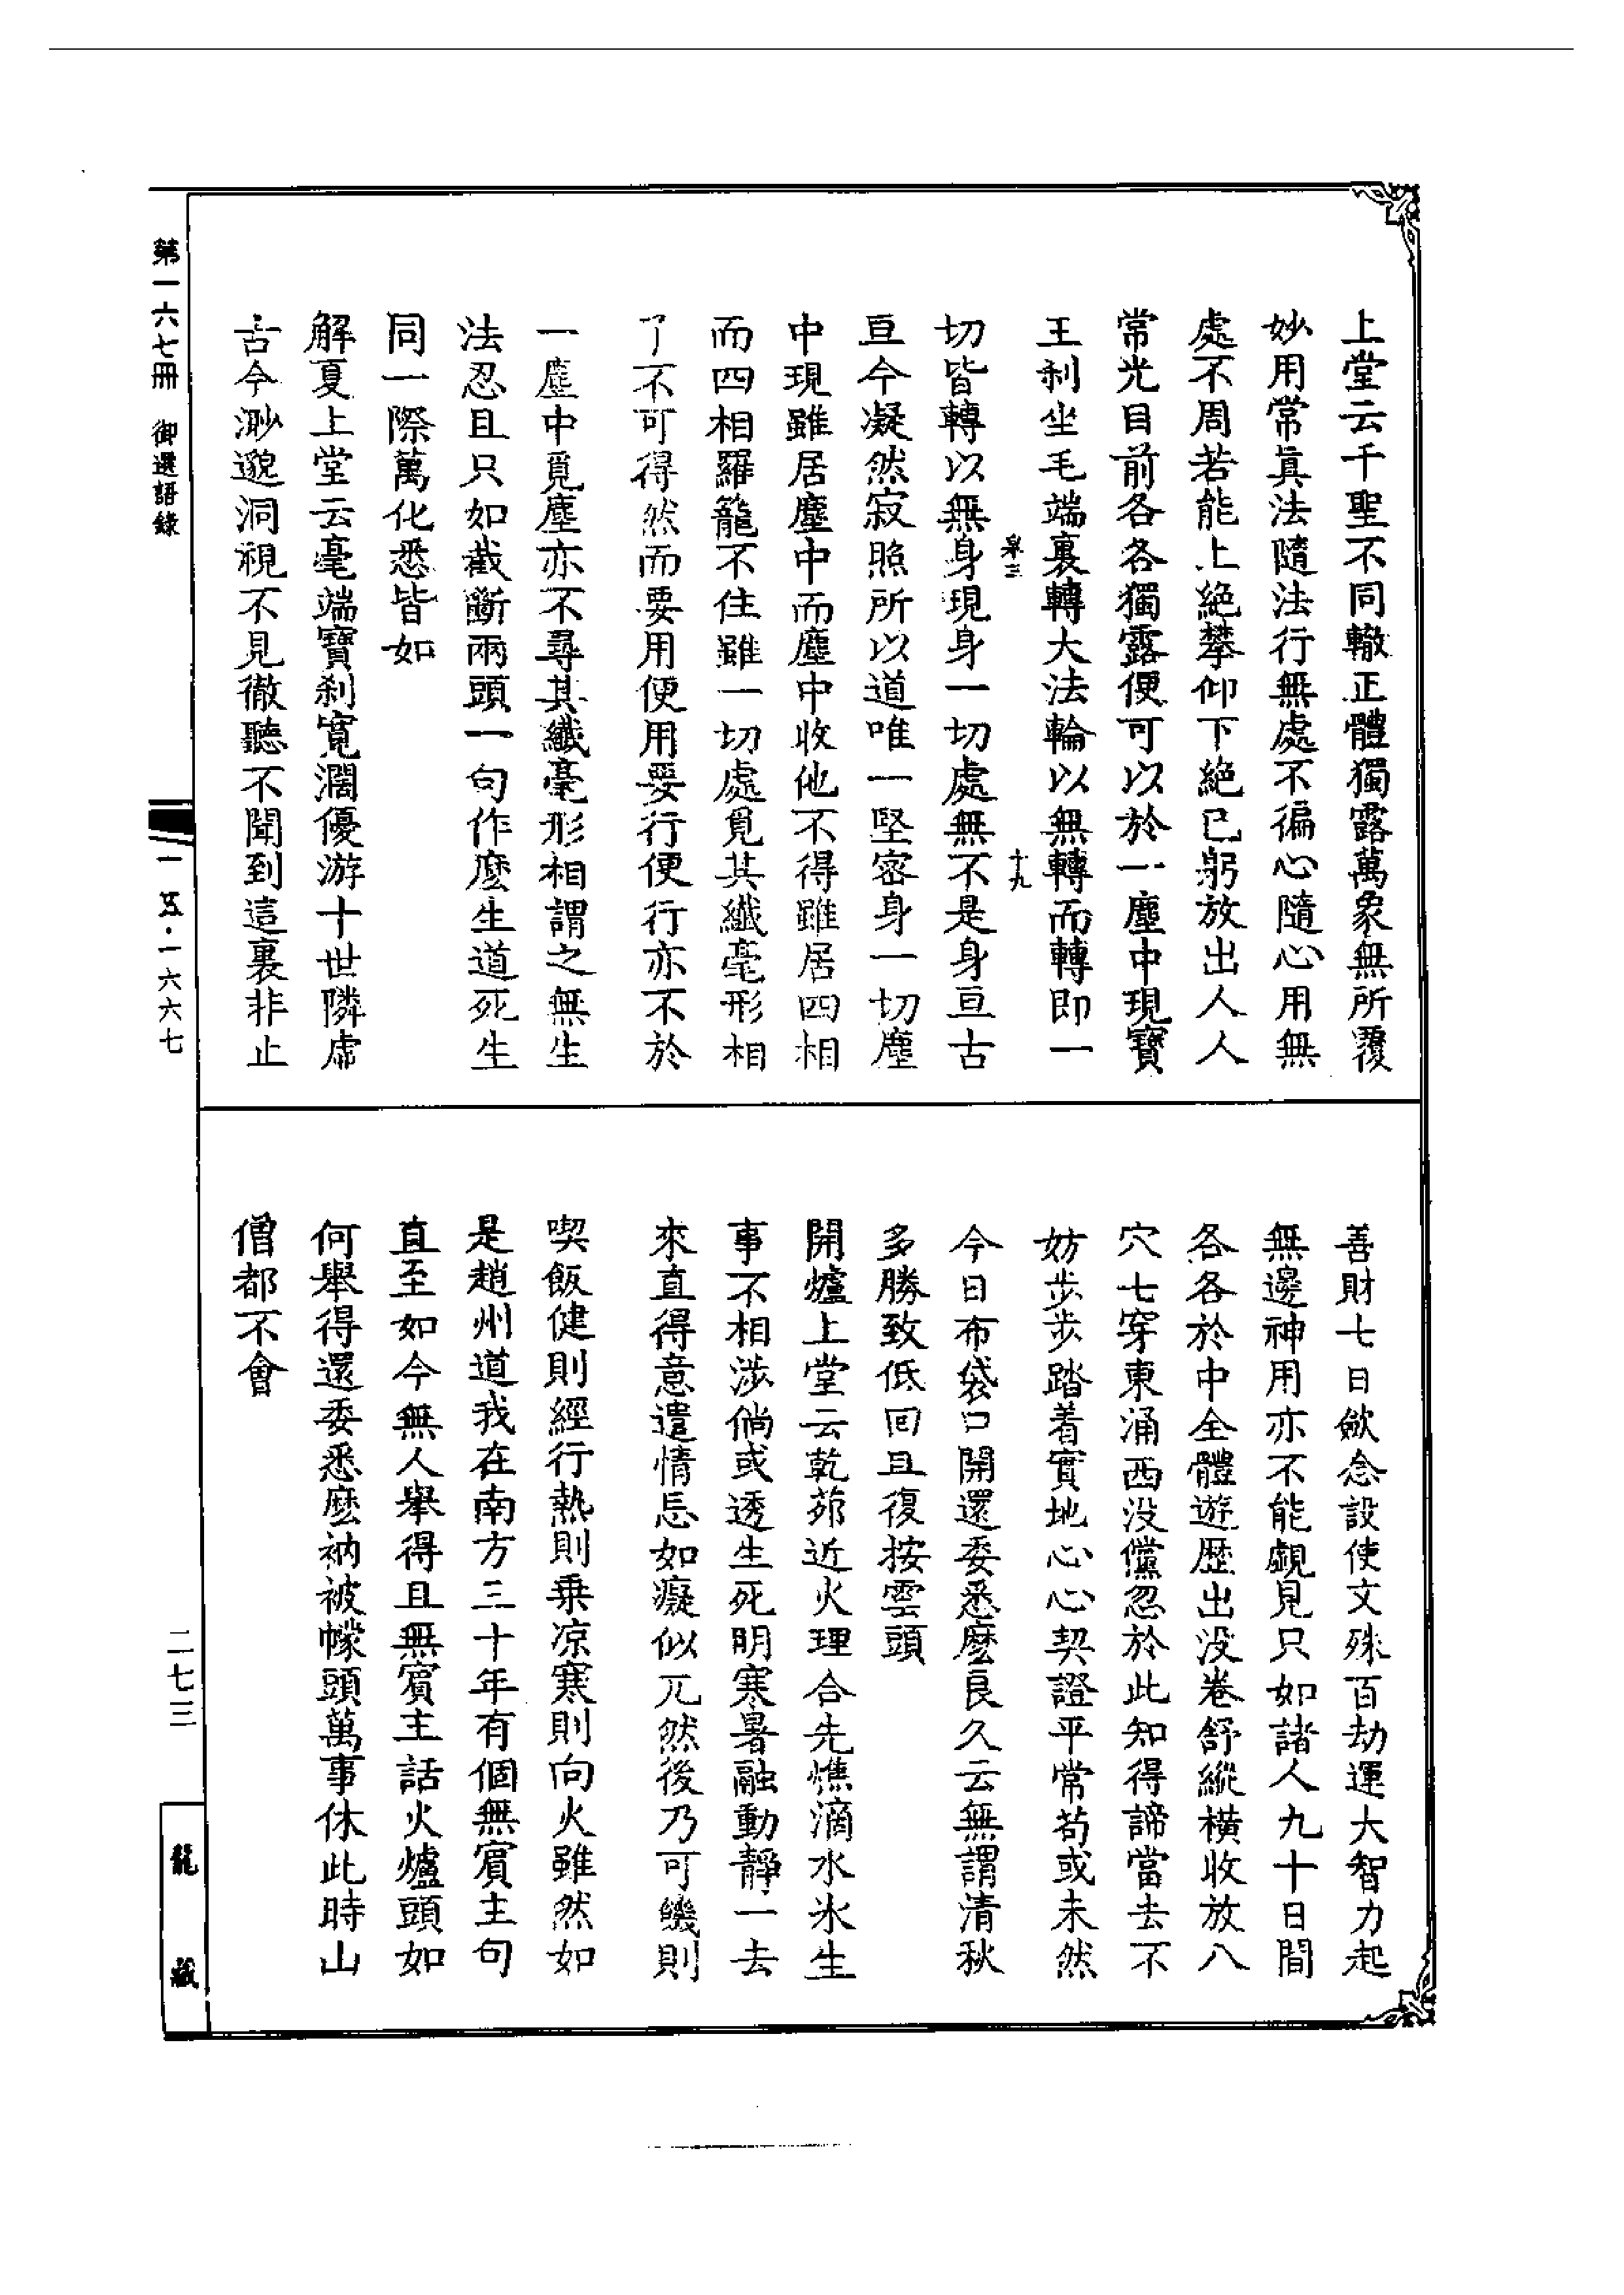 上堂云千聖不同轍正體獨露萬象無所覆
妙用常眞法隨法行無處不徧心隨心用無
處不周若能上絕攀仰下絕己躬放出人人
常光目前各各獨露便可以於一塵中現寶
王刹坐毛端裏轉大法輪以無轉而轉即一
十九
切皆轉以無身現身一切處無不是身亘古
亘今凝然寂照所以道唯一堅密身一切塵
中現雖居塵中而塵中收他不得雖居四相
而四相羅籠不住雖一切處覓其纖毫形相
了不可得然而要用便用要行便行亦不於
一塵中覓塵亦不尋其纖毫形相謂之無生
法忍且只如截斷兩頭一句作麽生道死生
同一際萬化悉皆如
解夏上堂云毫端寶刹寬濶優游十世隣虛
古今渺邈洞視不見徹聽不聞到這裏非止
善財七日斂念設使文殊百劫運大智力起
無邊神用亦不能覷見只如諸人九十日間
各各於中全體遊歷出没卷舒縱橫收放八
穴七穿東涌西没儻忽於此知得諦當去不
妨步步踏着實地心心契證平常苟或未然
今日布袋口開還委悉麽良久云無謂清秋
多勝致低回且復按雲頭
開爐上堂云乾茆近火理合先燋滴水氷生
事不相涉倘或透生死明寒暑融動靜一去
來直得意遣情忘如癡似兀然後乃可饑則
喫飯健則經行熱則乗凉寒則向火雖然如
是趙州道我在南方三十年有個無賓主句
直至如今無人舉得且無賓主話火爐頭如
何舉得還委悉麽衲被幪頭萬事休此時山
僧都不會
第一六七冊 御選語錄
一五·一六六七
二七三
龍藏